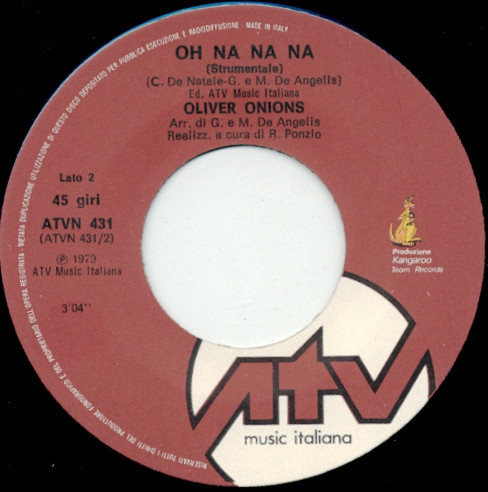 RISERVATI TUTTI I DIRITTI DEL PRODUTTORE FONOGRAFICO E DEL PROPRIETARIO DELL'OPERA REGISTRATA - VIETATA DUPLICAZIONE UTILIZZAZIONE DI QUESTO DISCO DEPOSITATO PER PUBBLICA ESECUZIONE E RADIODIFFUSIONE - MADE IN ITALY
OH NA NA NA
(Strumentale)
(C. De Natale-G. e M. De Angelis)
Ed. ATV Music Italiana
OLIVER ONIONS
Arr. di G. e M. De Angelis
Realizz. a cura di R. Ponzio
Lato 2
45 giri
ATVN 431
(ATVN 431/2)
Ⓟ 1979
ATV Music Italiana
3'04''
Produzione
Kangaroo
Team Records
ATV
music italiana